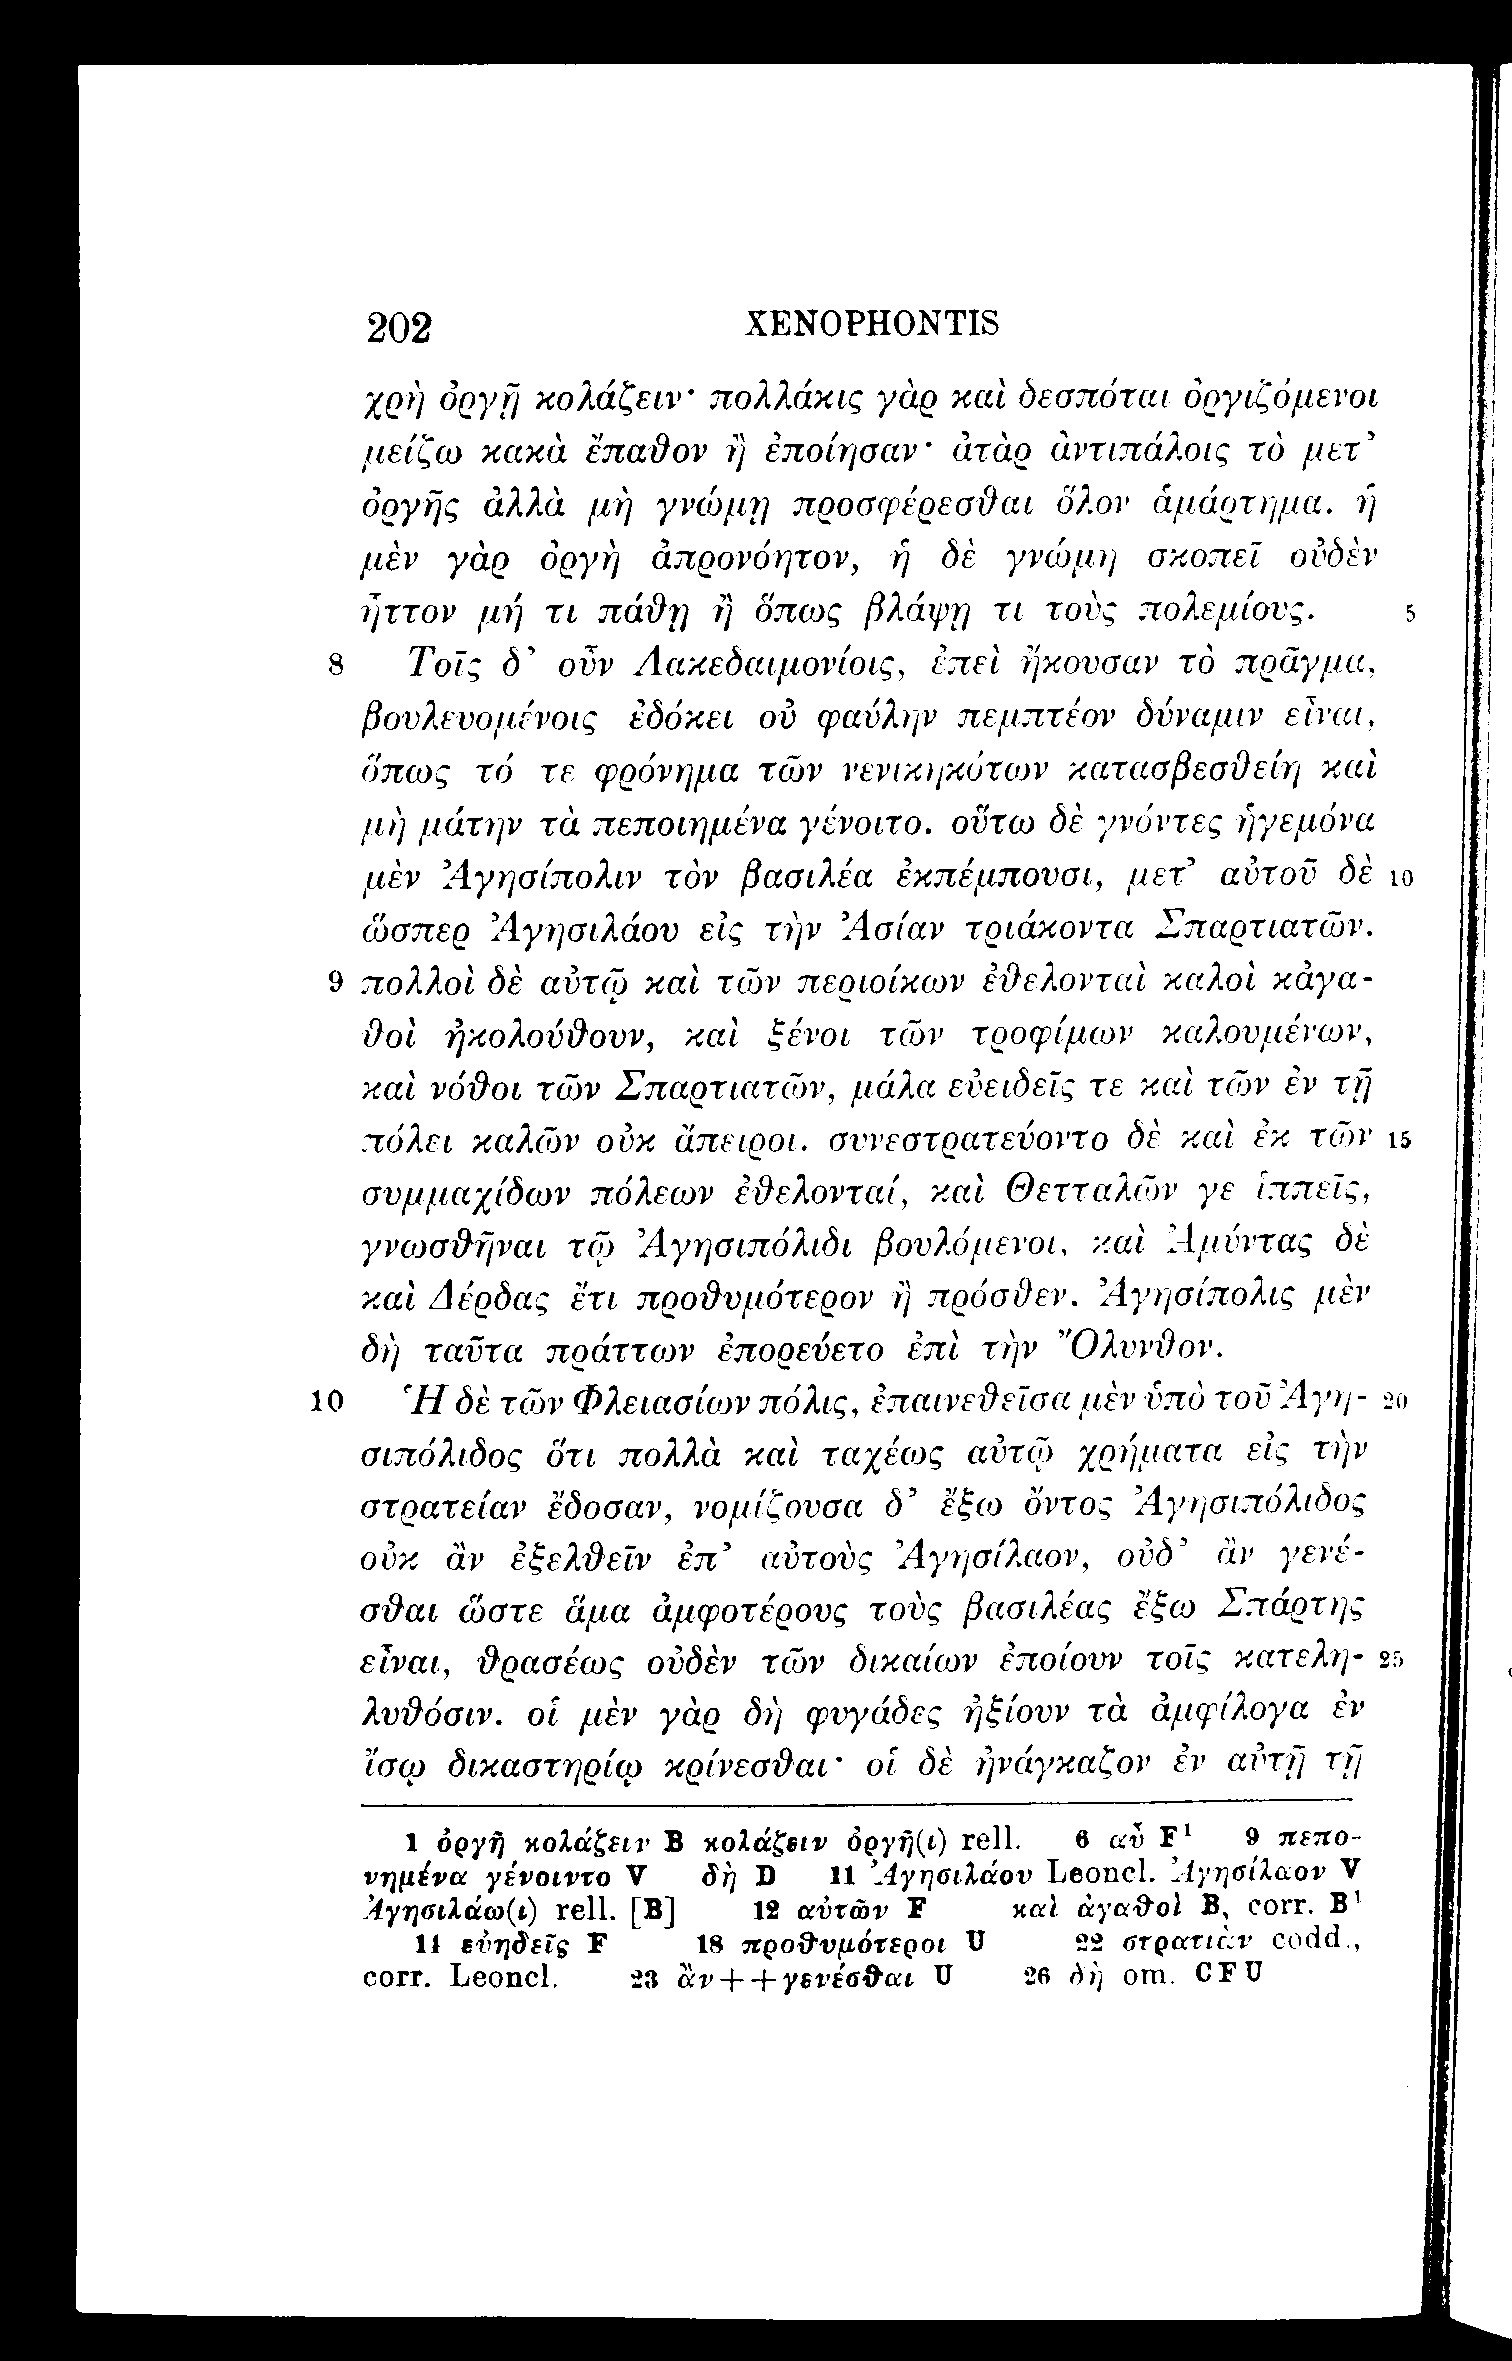 202 XENOPHONTIS
χρὴ ὀργῇ κολάζειν· πολλάκις γὰρ καὶ δεσπόται ὀργιζόμενοι
μείζω κακὰ ἔπαθον ἢ ἐποίησαν· ἀτὰρ ἀντιπάλοις τὸ μετ᾽
ὀργῆς ἀλλὰ μὴ γνώμῃ προσφέρεσθαι ὅλον ἁμάρτημα. ἡ
μὲν γὰρ ὀργὴ ἀπρονόητον, ἡ δὲ γνώμη σκοπεῖ οὐδὲν
ἧττον μή τι πάθῃ ἢ ὅπως βλάψῃ τι τοὺς πολεμίους. 5
8 Τοῖς δ᾽ οὖν Λακεδαιμονίοις, ἐπεὶ ἤκουσαν τὸ πρᾶγμα,
βουλευομένοις ἐδόκει οὐ φαύλην πεμπτέον δύναμιν εἶναι,
ὅπως τό τε φρόνημα τῶν νενικηκότων κατασβεσθείη καὶ
μὴ μάτην τὰ πεποιημένα γένοιτο. οὕτω δὲ γνόντες ἡγεμόνα
μὲν Ἀγησίπολιν τὸν βασιλέα ἐκπέμπουσι, μετ᾽ αὐτοῦ δὲ 10
ὥσπερ Ἀγησιλάου εἰς τὴν Ἀσίαν τριάκοντα Σπαρτιατῶν.
9 πολλοὶ δὲ αὐτῷ καὶ τῶν περιοίκων ἐθελονταὶ καλοὶ κἀγα-
θοὶ ἠκολούθουν, καὶ ξένοι τῶν τροφίμων καλουμένων,
καὶ νόθοι τῶν Σπαρτιατῶν, μάλα εὐειδεῖς τε καὶ τῶν ἐν τῇ
πόλει καλῶν οὐκ ἄπειροι. συνεστρατεύοντο δὲ καὶ ἐκ τῶν 15
συμμαχίδων πόλεων ἐθελονταί, καὶ Θετταλῶν γε ἱππεῖς,
γνωσθῆναι τῷ Ἀγησιπόλιδι βουλόμενοι, καὶ Ἀμύντας δὲ
καὶ Δέρδας ἔτι προθυμότερον ἢ πρόσθεν. Ἀγησίπολις μὲν
δὴ ταῦτα πράττων ἐπορεύετο ἐπὶ τὴν Ὄλυνθον.
10 Ἡ δὲ τῶν Φλειασίων πόλις, ἐπαινεθεῖσα μὲν ὑπὸ τοῦ Ἀγη- 20
σιπόλιδος ὅτι πολλὰ καὶ ταχέως αὐτῷ χρήματα εἰς τὴν
στρατείαν ἔδοσαν, νομίζουσα δ᾽ ἔξω ὄντος Ἀγησιπόλιδος
οὐκ ἂν ἐξελθεῖν ἐπ᾽ αὐτοὺς Ἀγησίλαον, οὐδ᾽ ἂν γενέ-
σθαι ὥστε ἅμα ἀμφοτέρους τοὺς βασιλέας ἔξω Σπάρτης
εἶναι, θρασέως οὐδὲν τῶν δικαίων ἐποίουν τοῖς κατελη- 25
λυθόσιν. οἱ μὲν γὰρ δὴ φυγάδες ἠξίουν τὰ ἀμφίλογα ἐν
ἴσῳ δικαστηρίῳ κρίνεσθαι· οἱ δὲ ἠνάγκαζον ἐν αὐτῇ τῇ
1 ὀργῇ κολάζειν B κολάζειν ὀργῆ(ι) rell. 6 αὖ F¹ 9 πεπο-
νημένα γένοιντο V δὴ D 11 Ἀγησιλάου Leoncl. Ἀγησίλαον V
Ἀγησιλάω(ι) rell. [B] 12 αὐτῶν F καὶ ἀγαθοὶ B, corr. B¹
14 εὐηδεῖς F 18 προθυμότεροι U 22 στρατιὰν codd.,
corr. Leoncl. 23 ἂν++γενέσθαι U 26 δὴ om. CFU